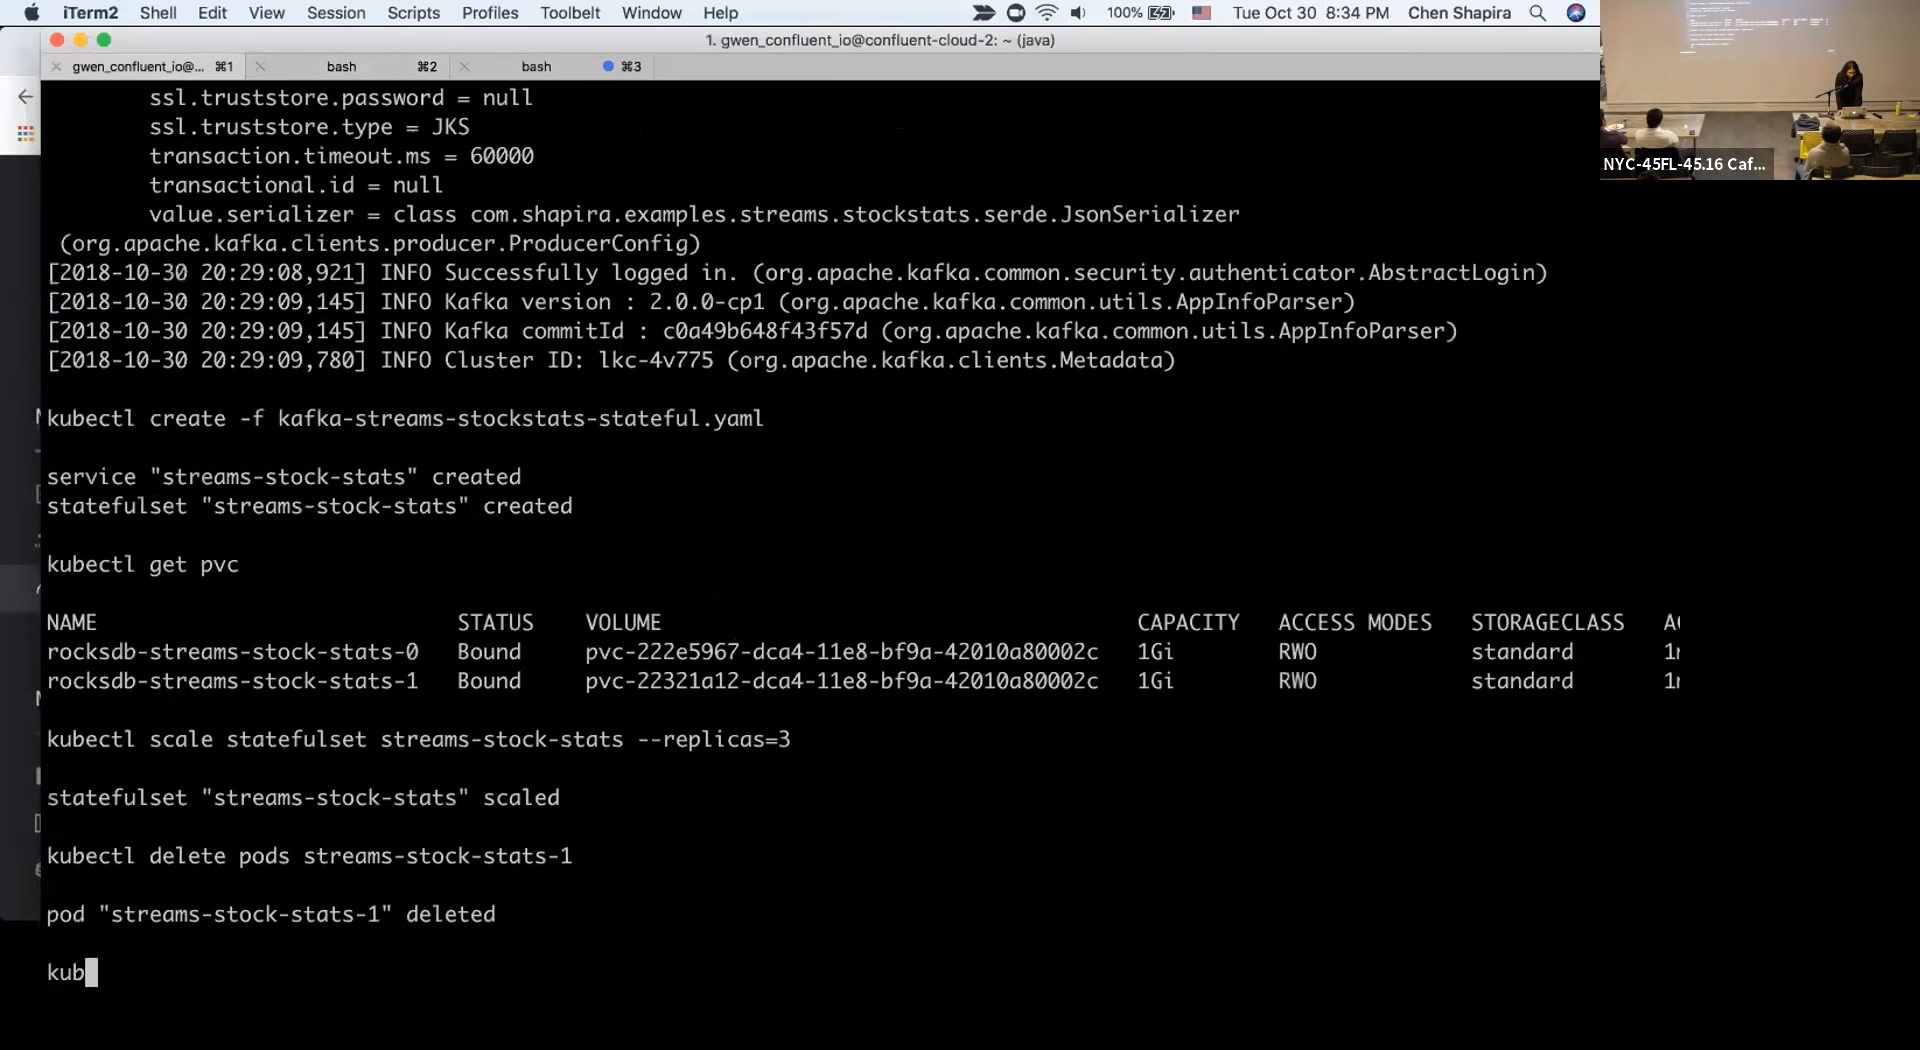 iTerm2 Shell Edit View Session Scripts Profiles Toolbelt Window Help 100% Tue Oct 30 8:34 PM Chen Shapira
1. gwen_confluent_io@confluent-cloud-2: ~ (java)
gwen_confluent_io@... ⌘1 bash ⌘2 bash ⌘3
ssl.truststore.password = null
ssl.truststore.type = JKS
transaction.timeout.ms = 60000
transactional.id = null
value.serializer = class com.shapira.examples.streams.stockstats.serde.JsonSerializer
(org.apache.kafka.clients.producer.ProducerConfig)
[2018-10-30 20:29:08,921] INFO Successfully logged in. (org.apache.kafka.common.security.authenticator.AbstractLogin)
[2018-10-30 20:29:09,145] INFO Kafka version : 2.0.0-cp1 (org.apache.kafka.common.utils.AppInfoParser)
[2018-10-30 20:29:09,145] INFO Kafka commitId : c0a49b648f43f57d (org.apache.kafka.common.utils.AppInfoParser)
[2018-10-30 20:29:09,780] INFO Cluster ID: lkc-4v775 (org.apache.kafka.clients.Metadata)
kubectl create -f kafka-streams-stockstats-stateful.yaml
service "streams-stock-stats" created
statefulset "streams-stock-stats" created
kubectl get pvc
NAME STATUS VOLUME CAPACITY ACCESS MODES STORAGECLASS
rocksdb-streams-stock-stats-0 Bound pvc-222e5967-dca4-11e8-bf9a-42010a80002c 1Gi RWO standard
rocksdb-streams-stock-stats-1 Bound pvc-22321a12-dca4-11e8-bf9a-42010a80002c 1Gi RWO standard
kubectl scale statefulset streams-stock-stats --replicas=3
statefulset "streams-stock-stats" scaled
kubectl delete pods streams-stock-stats-1
pod "streams-stock-stats-1" deleted
kub
NYC-45FL-45.16 Caf...